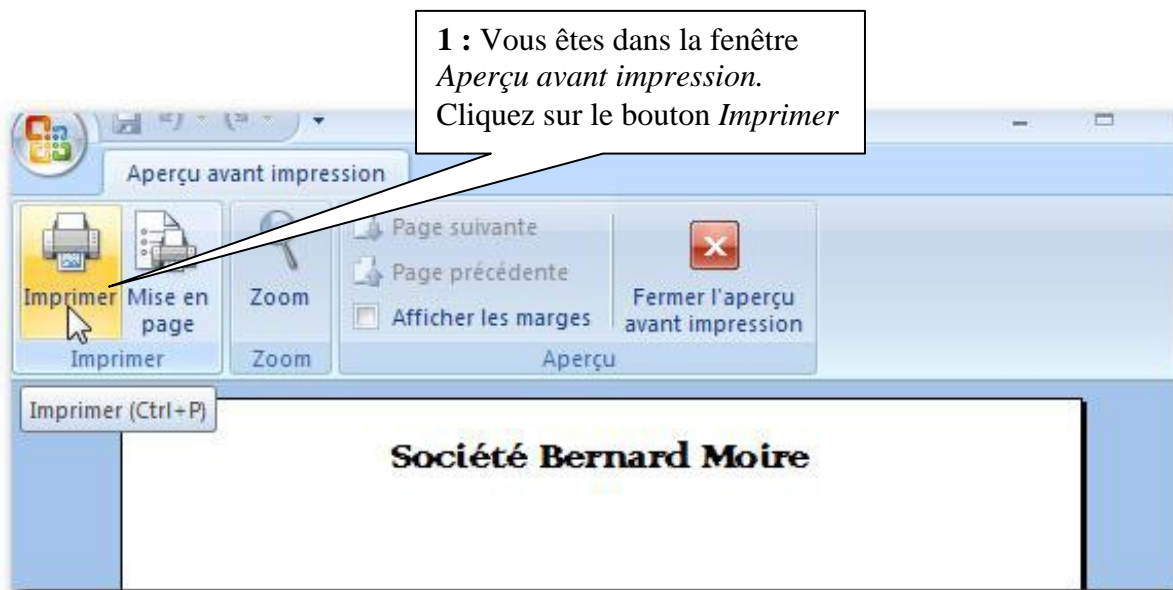 1 : Vous êtes dans la fenêtre
Aperçu avant impression.
Cliquez sur le bouton Imprimer
Aperçu avant impression
Imprimer
Mise en
page
Imprimer
Zoom
Zoom
Page suivante
Page précédente
Afficher les marges
Fermer l'aperçu
avant impression
Aperçu
Imprimer (Ctrl+P)
Société Bernard Moire